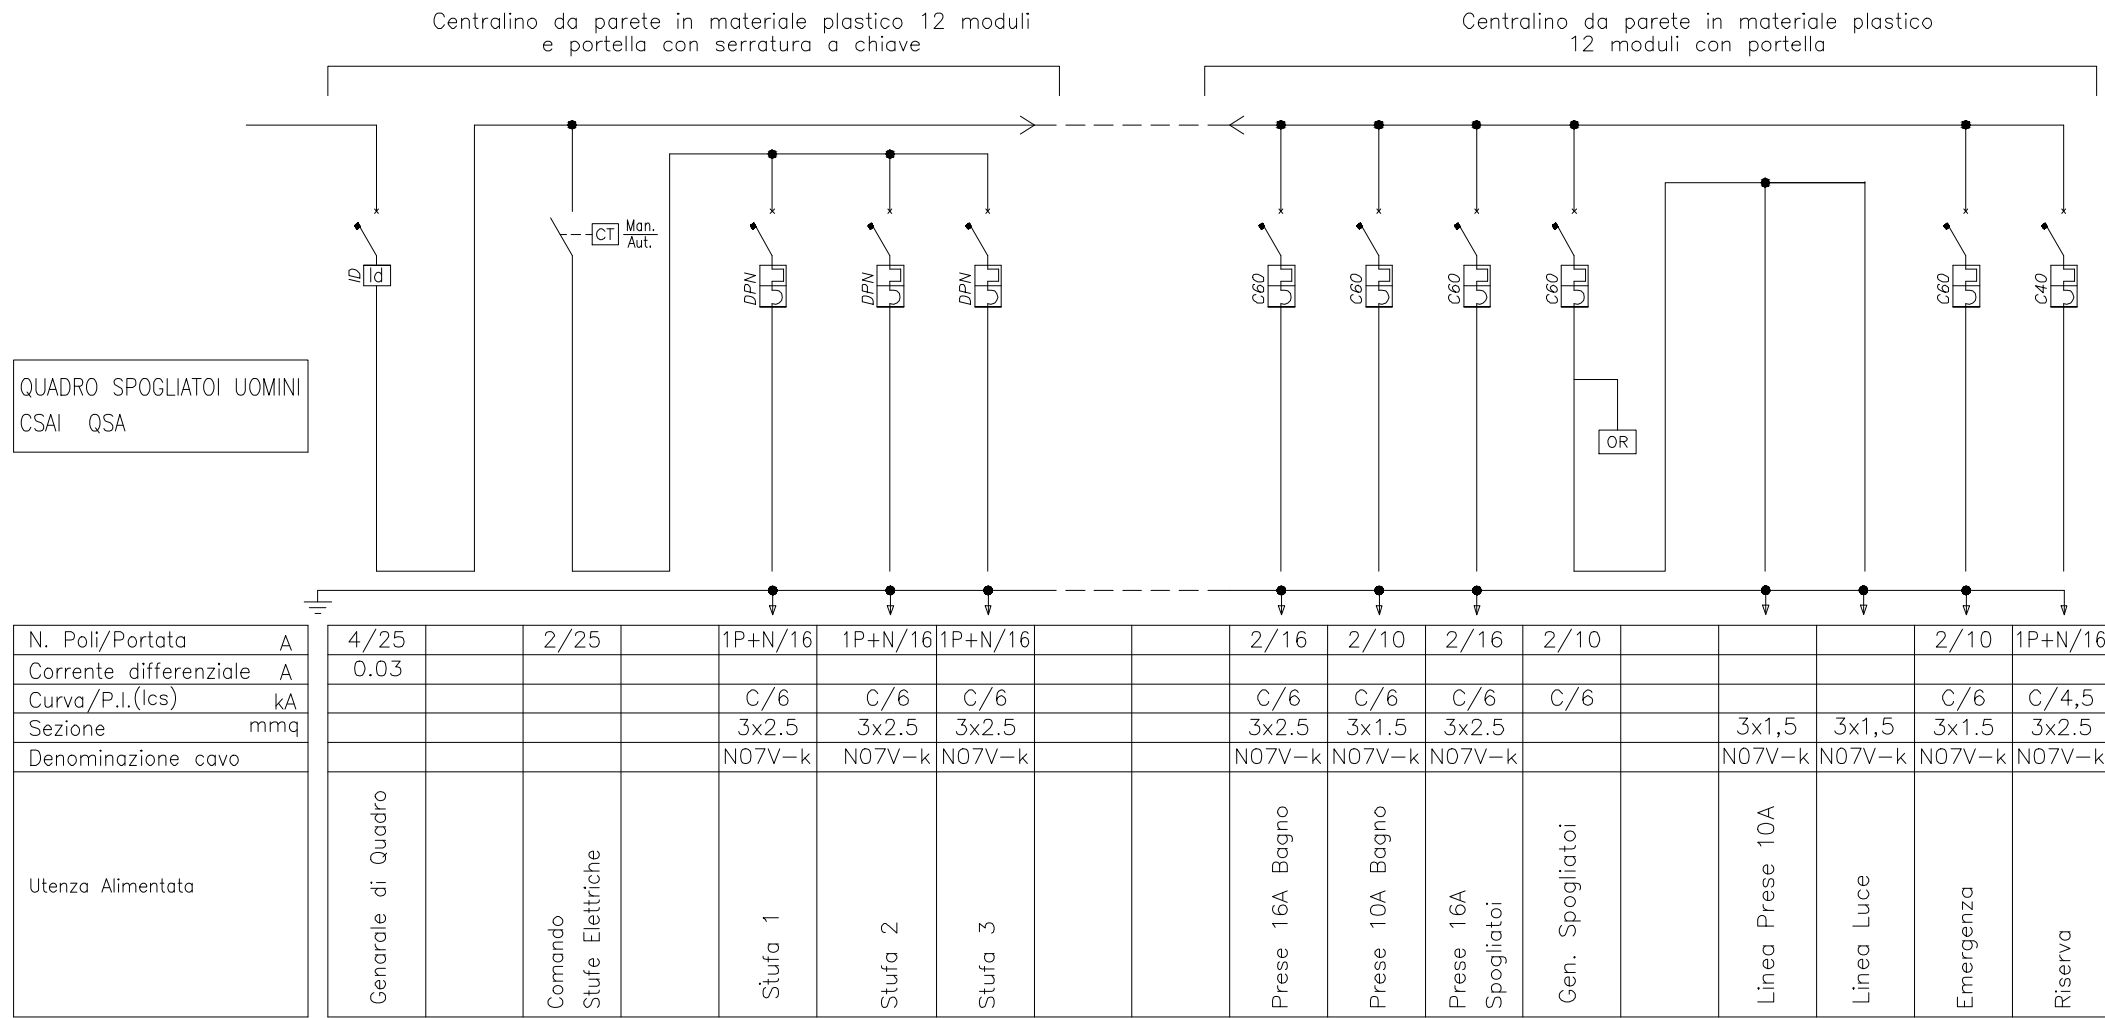 Centralino da parete in materiale plastico 12 moduli
e portella con serratura a chiave
Centralino da parete in materiale plastico
12 moduli con portella
CT
Man.
Aut.
ID
Id
DPN
DPN
DPN
C60
C60
C60
C60
C60
C40
QUADRO SPOGLIATOI UOMINI
CSAI QSA
OR
N. Poli/Portata A 4/25 2/25 1P+N/16 1P+N/16 1P+N/16 2/16 2/10 2/16 2/10 2/10 1P+N/16
Corrente differenziale A 0.03
Curva/P.I.(Ics) kA C/6 C/6 C/6 C/6 C/6 C/6 C/6 C/6 C/4,5
Sezione mmq 3x2.5 3x2.5 3x2.5 3x2.5 3x1.5 3x2.5 3x1,5 3x1,5 3x1.5 3x2.5
Denominazione cavo N07V-k N07V-k N07V-k N07V-k N07V-k N07V-k N07V-k N07V-k N07V-k N07V-k
Utenza Alimentata
Genarale di Quadro
Comando
Stufe Elettriche
Stufa 1
Stufa 2
Stufa 3
Prese 16A Bagno
Prese 10A Bagno
Prese 16A
Spogliatoi
Gen. Spogliatoi
Linea Prese 10A
Linea Luce
Emergenza
Riserva